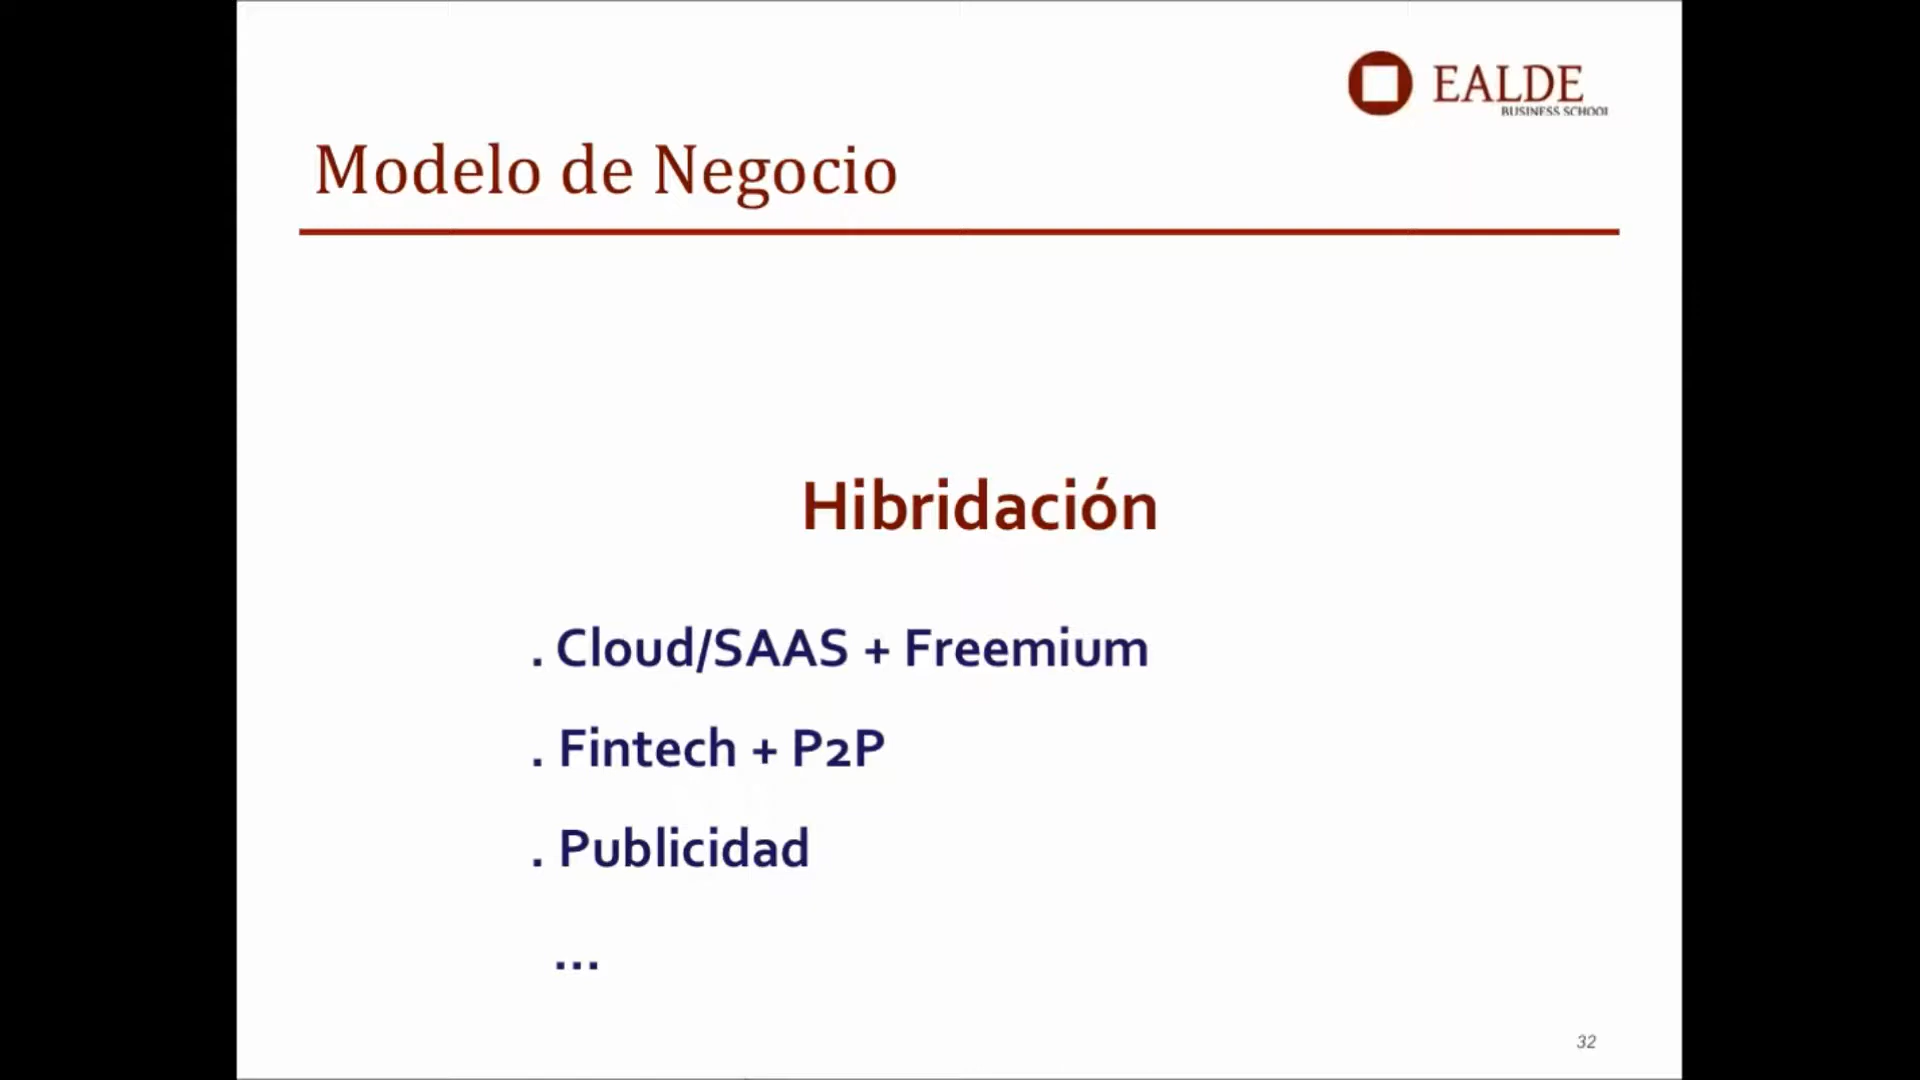 EALDE
BUSINESS SCHOOL
Modelo de Negocio
Hibridación
. Cloud/SAAS + Freemium
. Fintech + P2P
. Publicidad
...
32